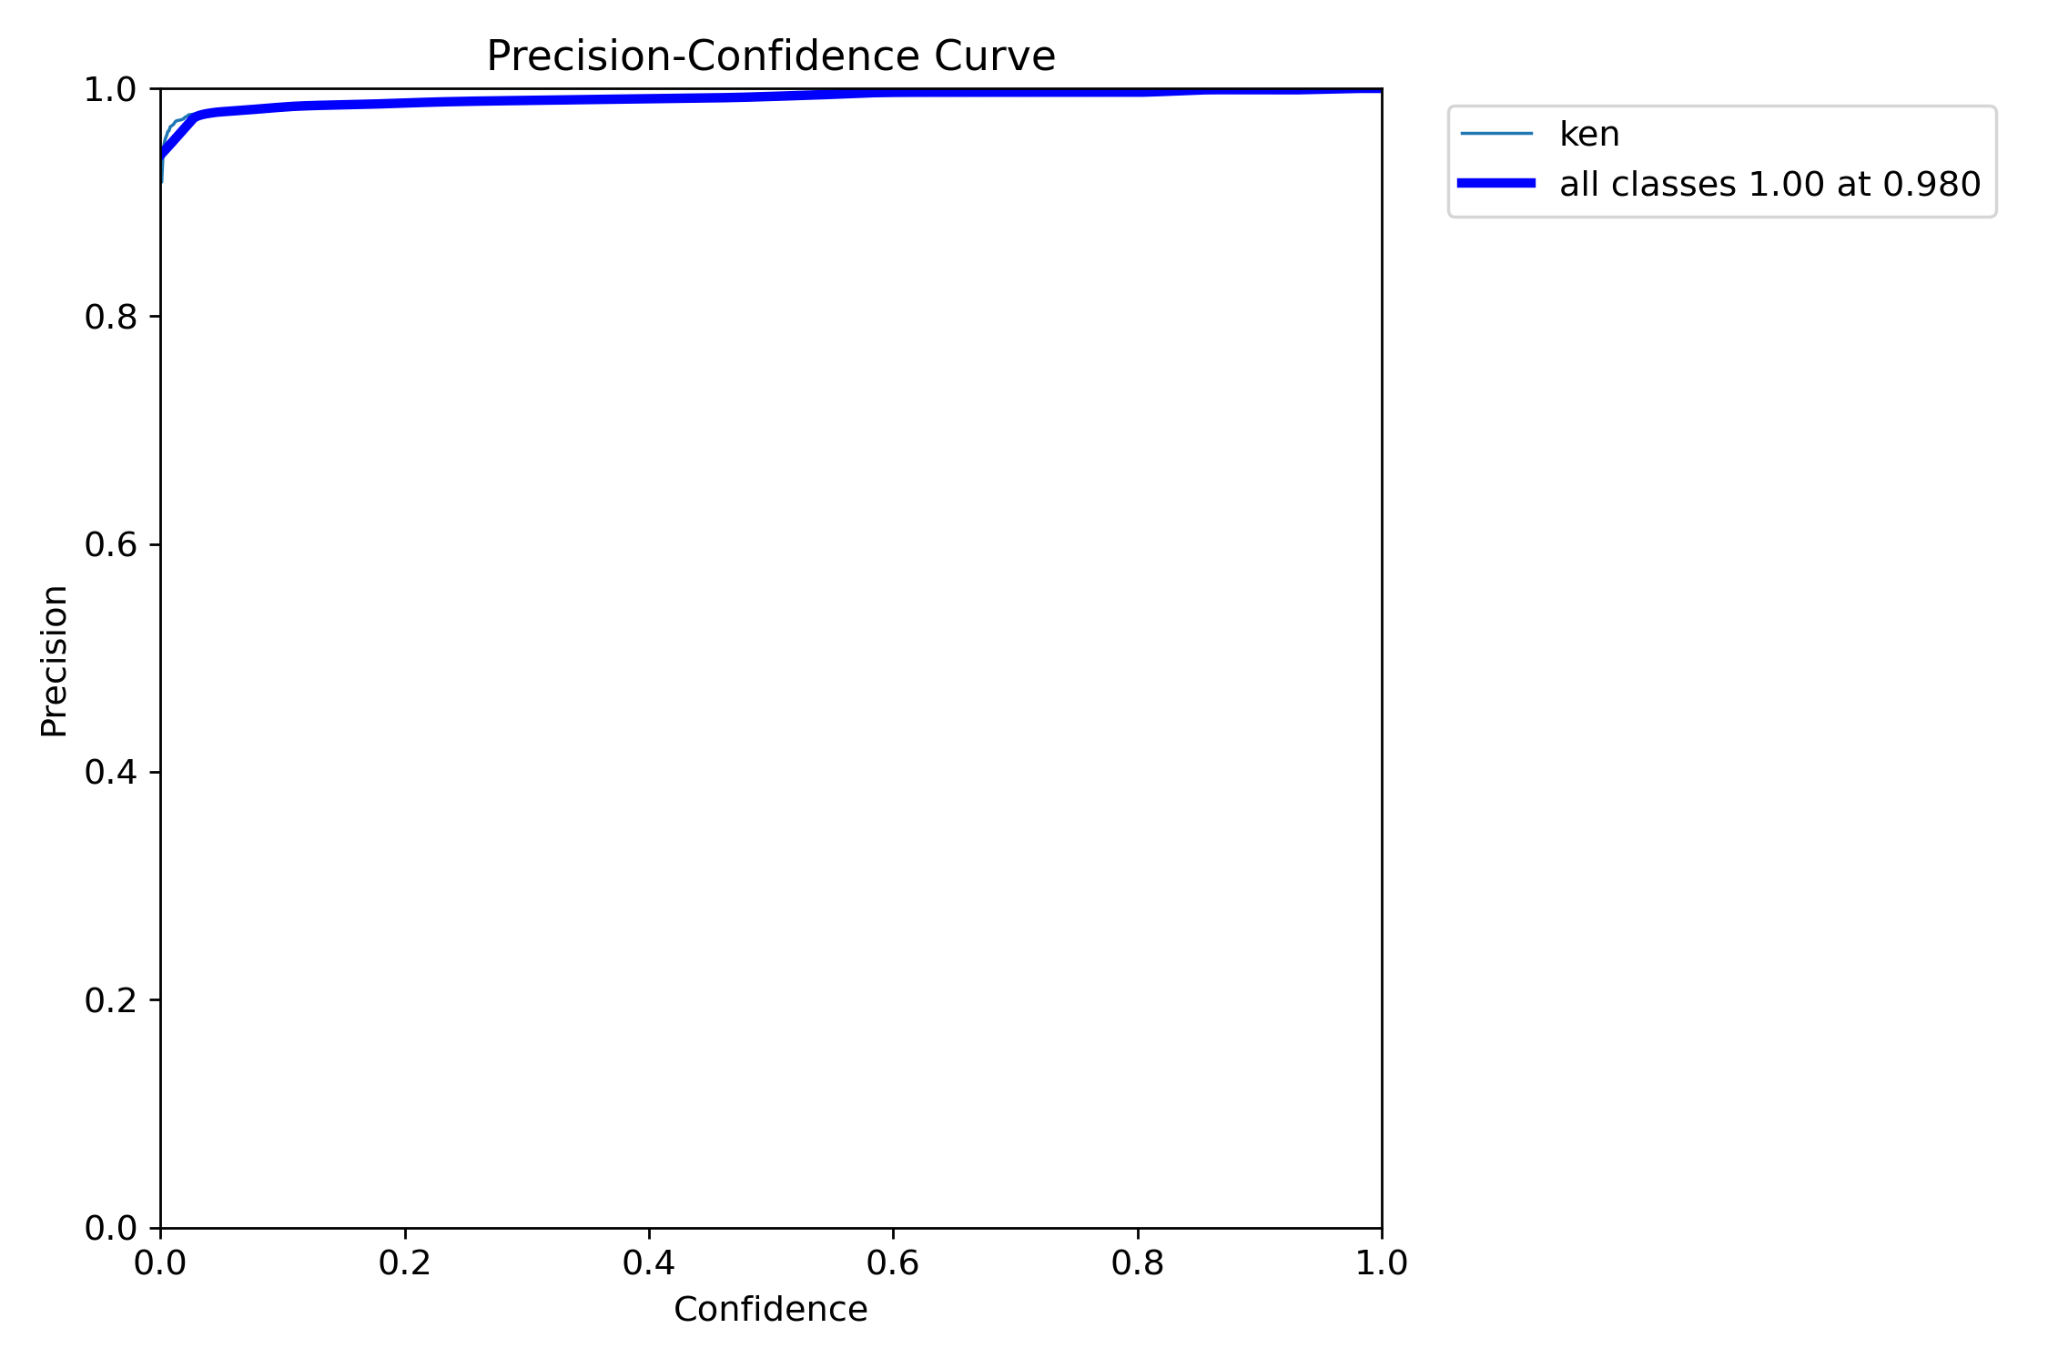 Precision-Confidence Curve
1.0
0.8
0.6
0.4
0.2
0.0
Precision
0.0 0.2 0.4 0.6 0.8 1.0
Confidence
ken
all classes 1.00 at 0.980